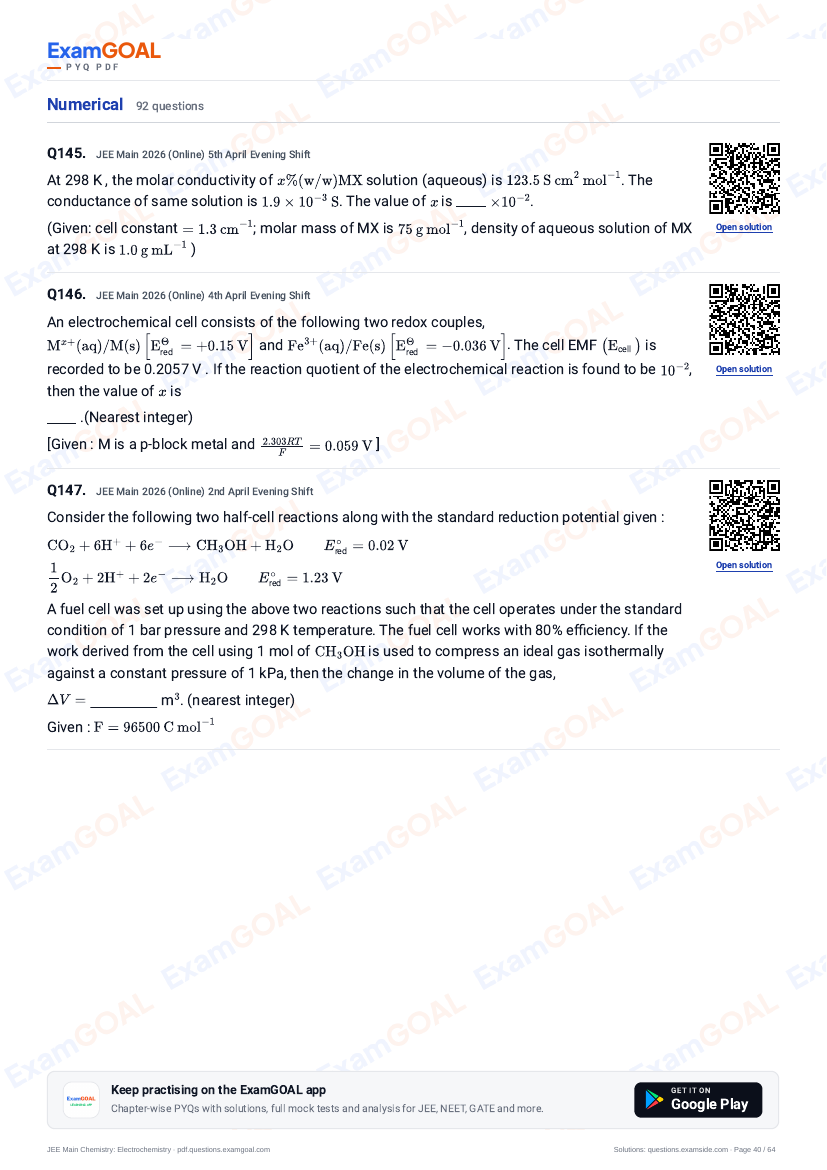 ExamGOAL
PYQ PDF
Numerical 92 questions
Q145. JEE Main 2026 (Online) 5th April Evening Shift
At 298 K , the molar conductivity of x%(w/w)MX solution (aqueous) is 123.5 S cm² mol⁻¹. The
conductance of same solution is 1.9 × 10⁻³ S. The value of x is ____ ×10⁻².
(Given: cell constant = 1.3 cm⁻¹; molar mass of MX is 75 g mol⁻¹, density of aqueous solution of MX
at 298 K is 1.0 g mL⁻¹ )
Open solution
Q146. JEE Main 2026 (Online) 4th April Evening Shift
An electrochemical cell consists of the following two redox couples,
Mˣ⁺(aq)/M(s) [E^Θ_red = +0.15 V] and Fe³⁺(aq)/Fe(s) [E^Θ_red = −0.036 V]. The cell EMF (E_cell ) is
recorded to be 0.2057 V . If the reaction quotient of the electrochemical reaction is found to be 10⁻²,
then the value of x is
____ .(Nearest integer)
[Given : M is a p-block metal and 2.303RT/F = 0.059 V ]
Open solution
Q147. JEE Main 2026 (Online) 2nd April Evening Shift
Consider the following two half-cell reactions along with the standard reduction potential given :
CO₂ + 6H⁺ + 6e⁻ ⟶ CH₃OH + H₂O E°_red = 0.02 V
1/2 O₂ + 2H⁺ + 2e⁻ ⟶ H₂O E°_red = 1.23 V
A fuel cell was set up using the above two reactions such that the cell operates under the standard
condition of 1 bar pressure and 298 K temperature. The fuel cell works with 80% efficiency. If the
work derived from the cell using 1 mol of CH₃OH is used to compress an ideal gas isothermally
against a constant pressure of 1 kPa, then the change in the volume of the gas,
ΔV = _________ m³. (nearest integer)
Given : F = 96500 C mol⁻¹
Open solution
Keep practising on the ExamGOAL app
Chapter-wise PYQs with solutions, full mock tests and analysis for JEE, NEET, GATE and more.
GET IT ON
Google Play
JEE Main Chemistry: Electrochemistry · pdf.questions.examgoal.com
Solutions: questions.examside.com · Page 40 / 64